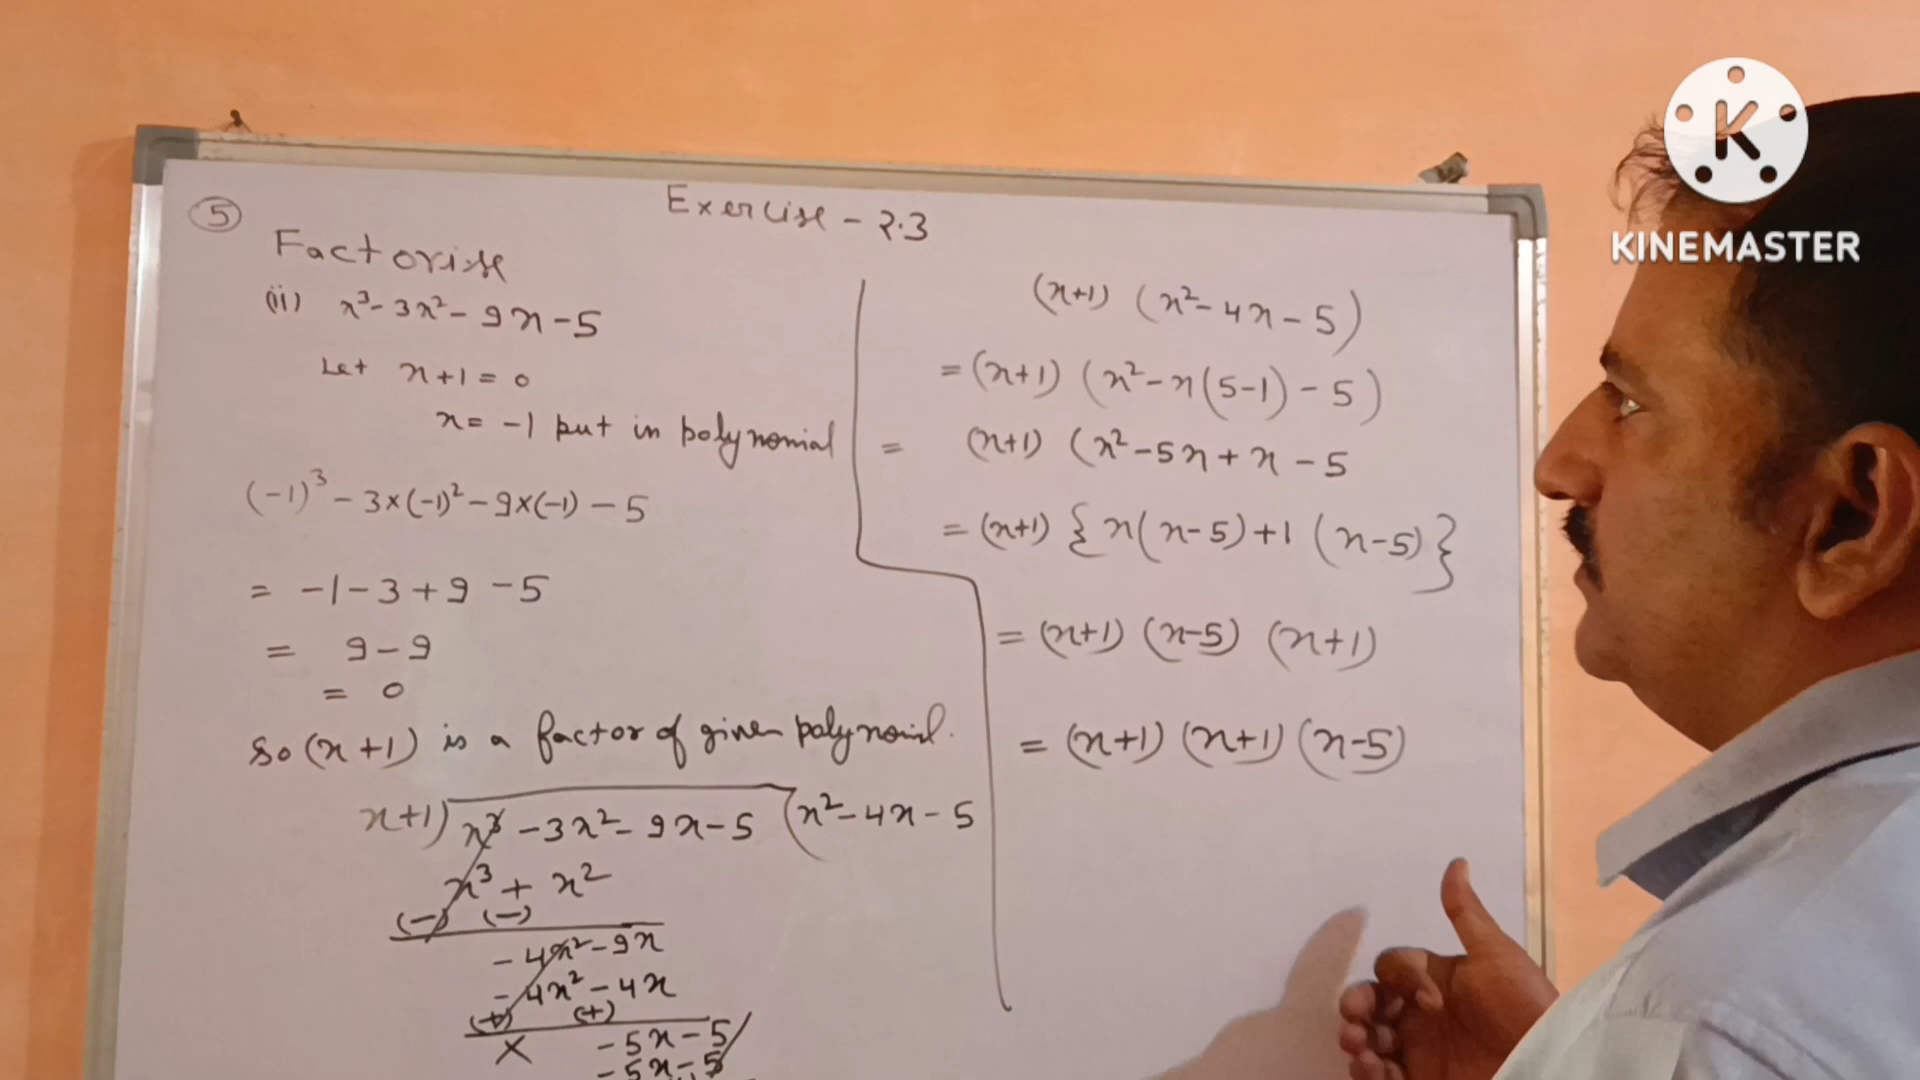 Exercise - 2.3
5
Factorise
(ii) x³ - 3x² - 9x - 5
Let x+1 = 0
x = -1 put in polynomial
(-1)³ - 3×(-1)² - 9×(-1) - 5
= -1 - 3 + 9 - 5
= 9 - 9
= 0
So (x+1) is a factor of given polynoial.
x+1) x³ - 3x² - 9x - 5 (x² - 4x - 5
x³ + x²
(-) (-)
- 4x² - 9x
- 4x² - 4x
(+) (+)
× - 5x - 5
- 5x - 5
(x+1) (x² - 4x - 5)
= (x+1) (x² - x(5-1) - 5)
= (x+1) (x² - 5x + x - 5
= (x+1) {x(x-5) + 1 (x-5)}
= (x+1) (x-5) (x+1)
= (x+1) (x+1) (x-5)
K
KINEMASTER